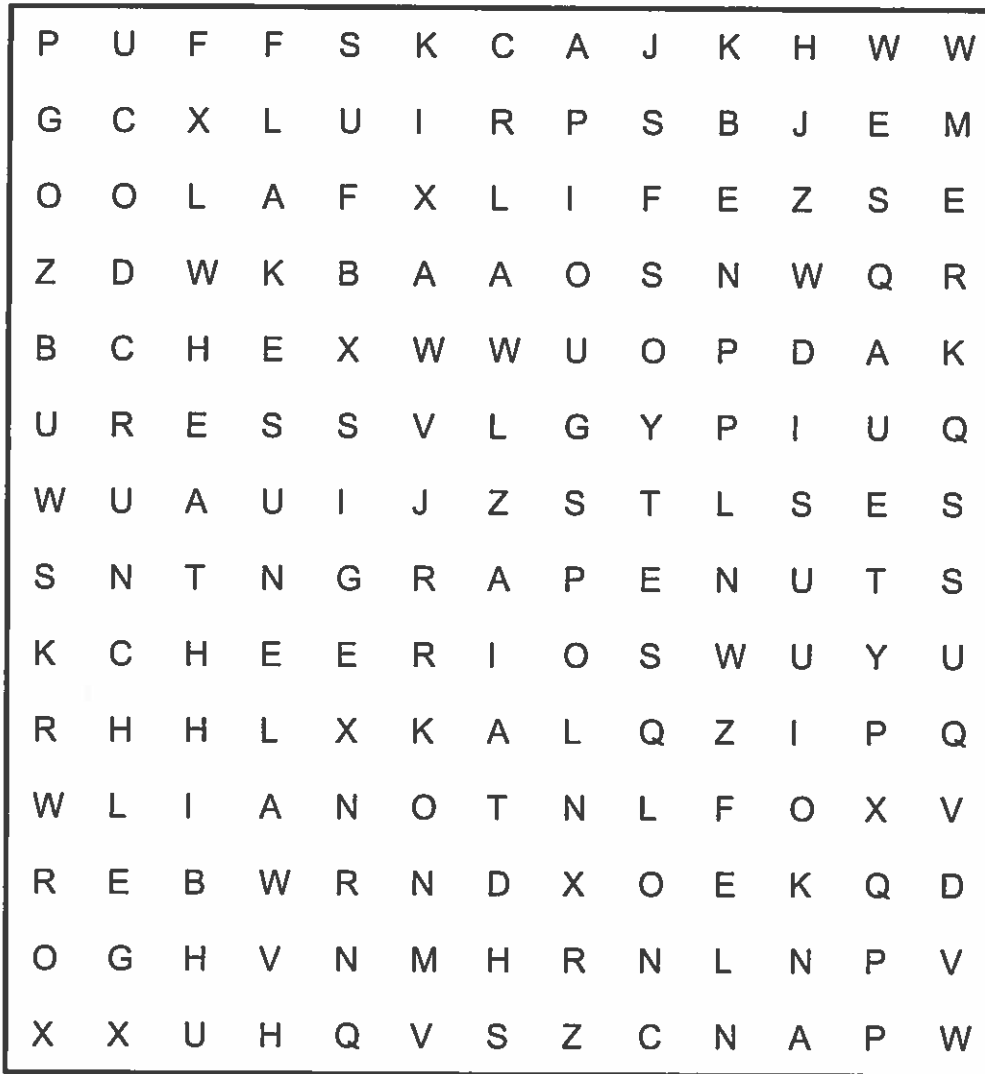 P U F F S K C A J K H W W
G C X L U I R P S B J E M
O O L A F X L I F E Z S E
Z D W K B A A O S N W Q R
B C H E X W W U O P D A K
U R E S S V L G Y P I U Q
W U A U I J Z S T L S E S
S N T N G R A P E N U T S
K C H E E R I O S W U Y U
R H H L X K A L Q Z I P Q
W L I A N O T N L F O X V
R E B W R N D X O E K Q D
O G H V N M H R N L N P V
X X U H Q V S Z C N A P W